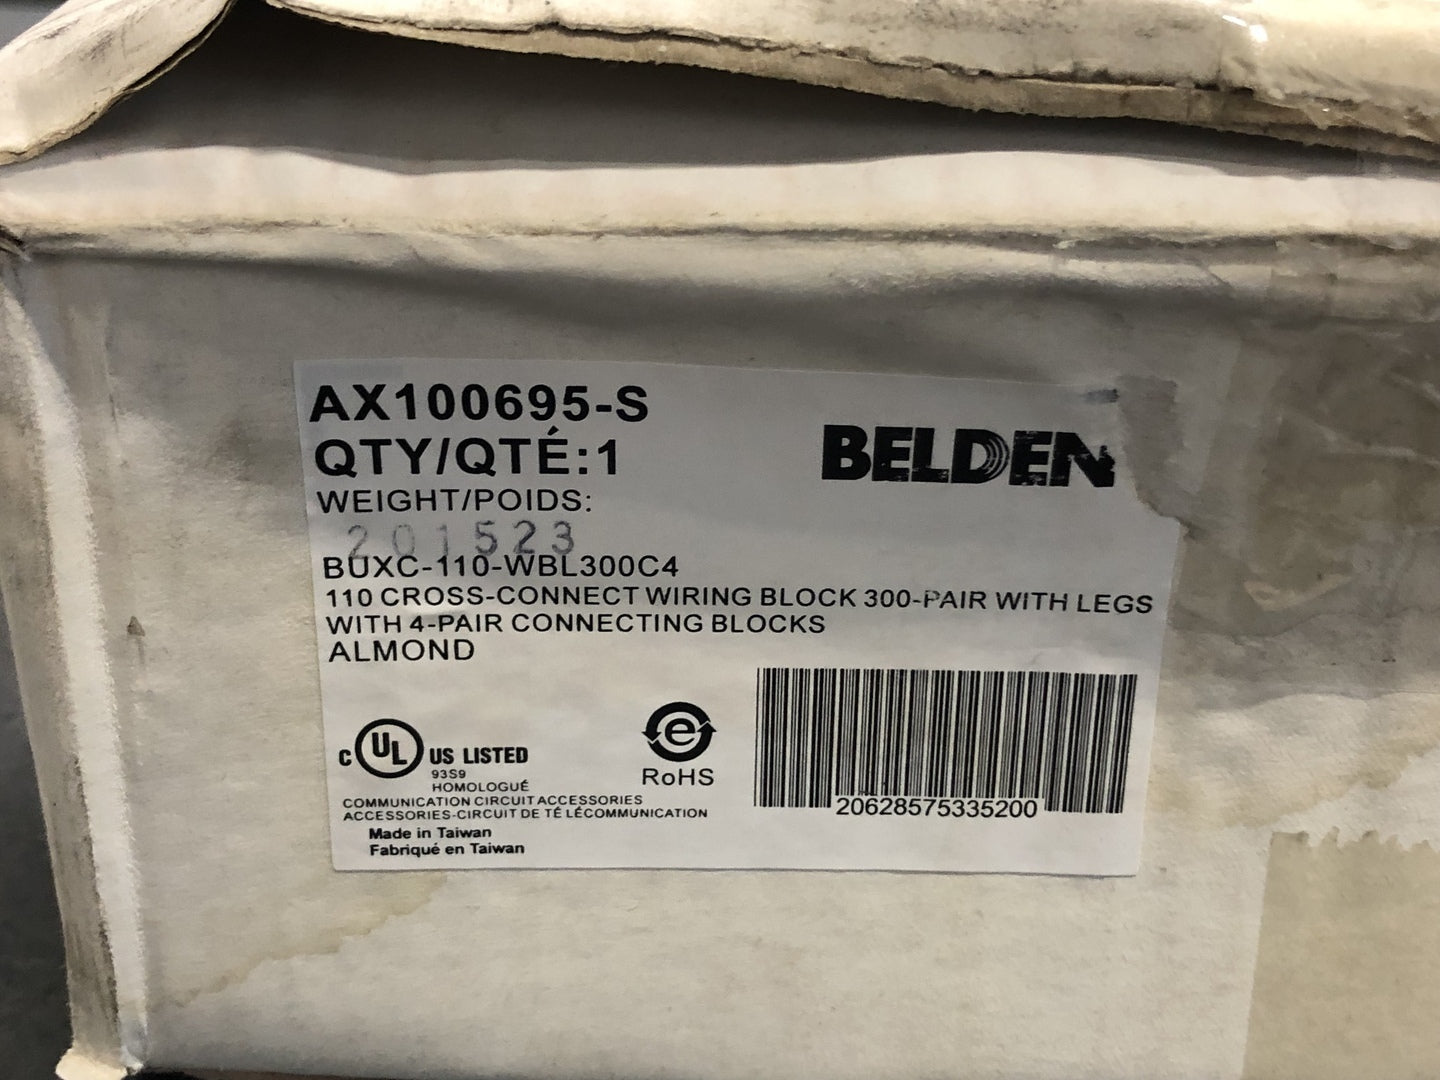 AX100695-S
QTY/QTÉ:1
BELDEN
WEIGHT/POIDS:
201523
BUXC-110-WBL300C4
110 CROSS-CONNECT WIRING BLOCK 300-PAIR WITH LEGS
WITH 4-PAIR CONNECTING BLOCKS
ALMOND
C UL US LISTED
93S9
HOMOLOGUÉ
COMMUNICATION CIRCUIT ACCESSORIES
ACCESSORIES-CIRCUIT DE TÉLÉCOMMUNICATION
Made in Taiwan
Fabriqué en Taiwan
e
RoHS
20628575335200